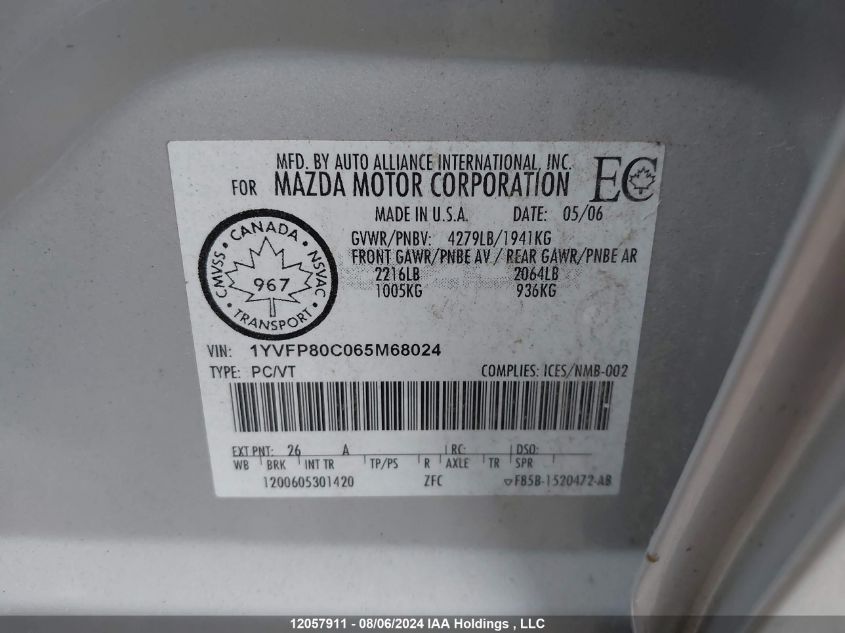 MFD. BY AUTO ALLIANCE INTERNATIONAL, INC.
FOR MAZDA MOTOR CORPORATION EC
MADE IN U.S.A. DATE: 05/06
GVWR/PNBV: 4279LB/1941KG
FRONT GAWR/PNBE AV / REAR GAWR/PNBE AR
2216LB 2064LB
1005KG 936KG
CMVSS • CANADA • NSVAC • TRANSPORT •
967
VIN: 1YVFP80C065M68024
TYPE: PC/VT COMPLIES: ICES/NMB-002
EXT PNT: 26 A RC: DSO:
WB BRK INT TR TP/PS R AXLE TR SPR
1200605301420 ZFC ▽F85B-1520472-AB
12057911 - 08/06/2024 IAA Holdings , LLC